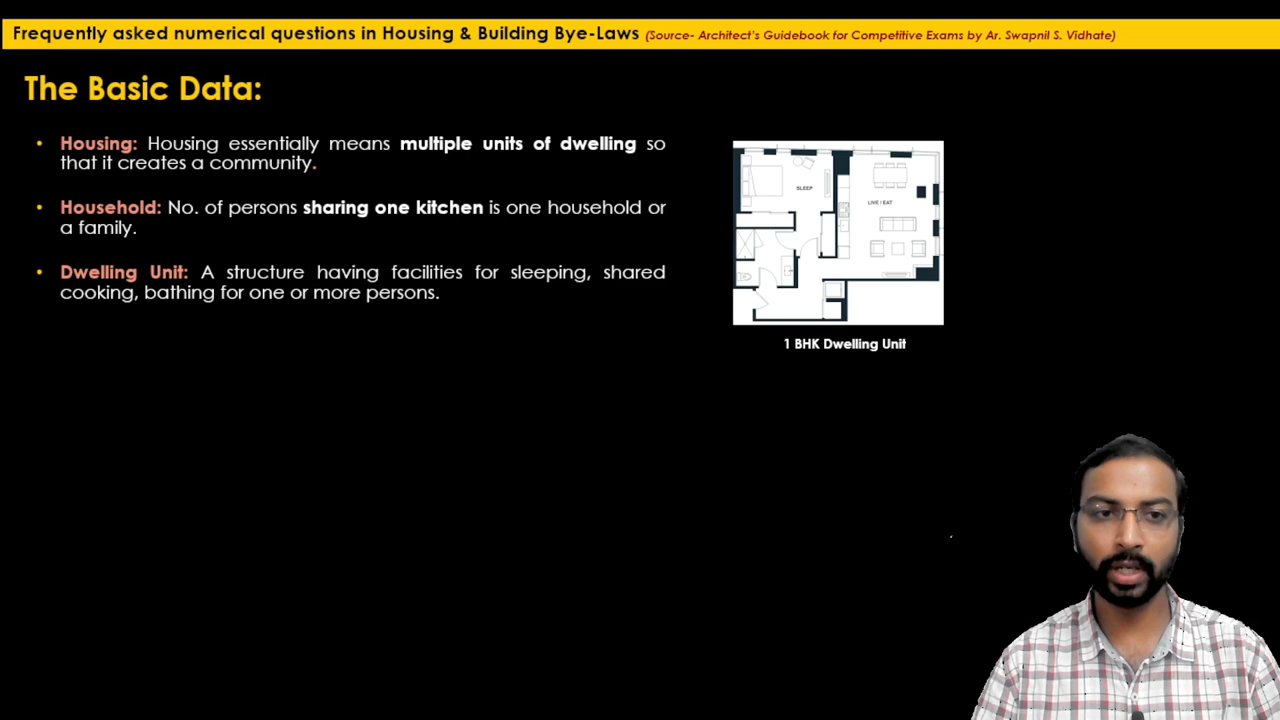 Frequently asked numerical questions in Housing & Building Bye-Laws (Source- Architect's Guidebook for Competitive Exams by Ar. Swapnil S. Vidhate)
The Basic Data:
• Housing: Housing essentially means multiple units of dwelling so
that it creates a community.
• Household: No. of persons sharing one kitchen is one household or
a family.
• Dwelling Unit: A structure having facilities for sleeping, shared
cooking, bathing for one or more persons.
SLEEP
LIVE / EAT
1 BHK Dwelling Unit